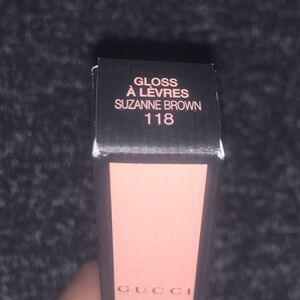 GLOSS
À LÈVRES
SUZANNE BROWN
118
GUCCI